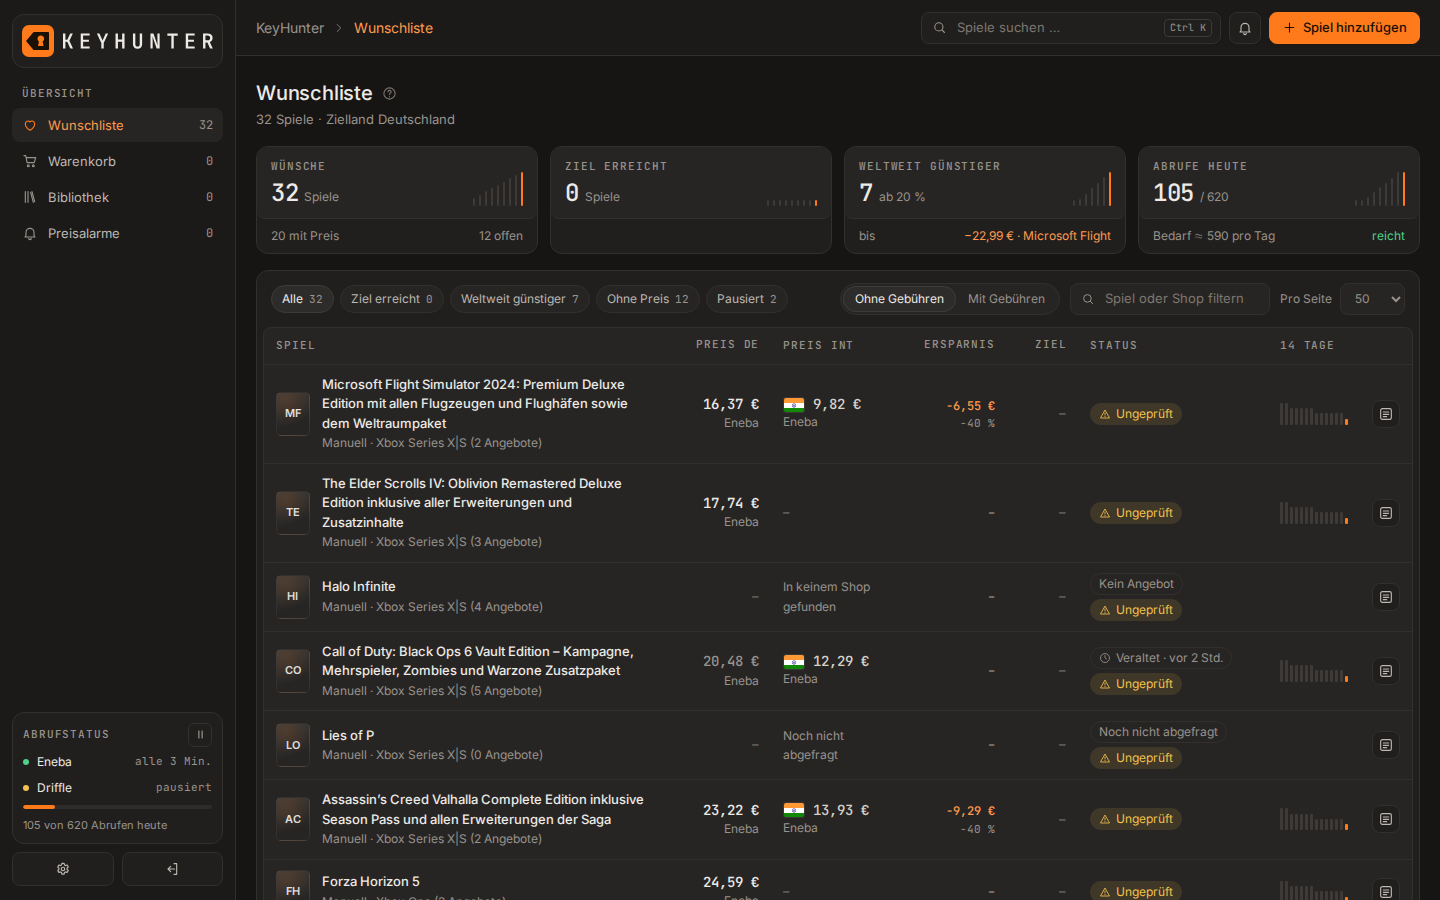 KEYHUNTER
ÜBERSICHT
Wunschliste 32
Warenkorb 0
Bibliothek 0
Preisalarme 0
ABRUFSTATUS
Eneba alle 3 Min.
Driffle pausiert
105 von 620 Abrufen heute
KeyHunter Wunschliste
Spiele suchen ... Ctrl K
Spiel hinzufügen
Wunschliste
32 Spiele · Zielland Deutschland
WÜNSCHE
32 Spiele
20 mit Preis 12 offen
ZIEL ERREICHT
0 Spiele
WELTWEIT GÜNSTIGER
7 ab 20 %
bis −22,99 € · Microsoft Flight
ABRUFE HEUTE
105 / 620
Bedarf ≈ 590 pro Tag reicht
Alle 32 Ziel erreicht 0 Weltweit günstiger 7 Ohne Preis 12 Pausiert 2
Ohne Gebühren Mit Gebühren Spiel oder Shop filtern Pro Seite 50
SPIEL PREIS DE PREIS INT ERSPARNIS ZIEL STATUS 14 TAGE
MF
Microsoft Flight Simulator 2024: Premium Deluxe
Edition mit allen Flugzeugen und Flughäfen sowie
dem Weltraumpaket
Manuell · Xbox Series X|S (2 Angebote)
16,37 €
Eneba
9,82 €
Eneba
-6,55 €
-40 %
–
Ungeprüft
TE
The Elder Scrolls IV: Oblivion Remastered Deluxe
Edition inklusive aller Erweiterungen und
Zusatzinhalte
Manuell · Xbox Series X|S (3 Angebote)
17,74 €
Eneba
–
–
–
Ungeprüft
HI
Halo Infinite
Manuell · Xbox Series X|S (4 Angebote)
–
In keinem Shop
gefunden
–
–
Kein Angebot
Ungeprüft
CO
Call of Duty: Black Ops 6 Vault Edition – Kampagne,
Mehrspieler, Zombies und Warzone Zusatzpaket
Manuell · Xbox Series X|S (5 Angebote)
20,48 €
Eneba
12,29 €
Eneba
–
–
Veraltet · vor 2 Std.
Ungeprüft
LO
Lies of P
Manuell · Xbox Series X|S (0 Angebote)
–
Noch nicht
abgefragt
–
–
Noch nicht abgefragt
Ungeprüft
AC
Assassin’s Creed Valhalla Complete Edition inklusive
Season Pass und allen Erweiterungen der Saga
Manuell · Xbox Series X|S (2 Angebote)
23,22 €
Eneba
13,93 €
Eneba
-9,29 €
-40 %
–
Ungeprüft
FH
Forza Horizon 5
24,59 €
–
–
–
Ungeprüft